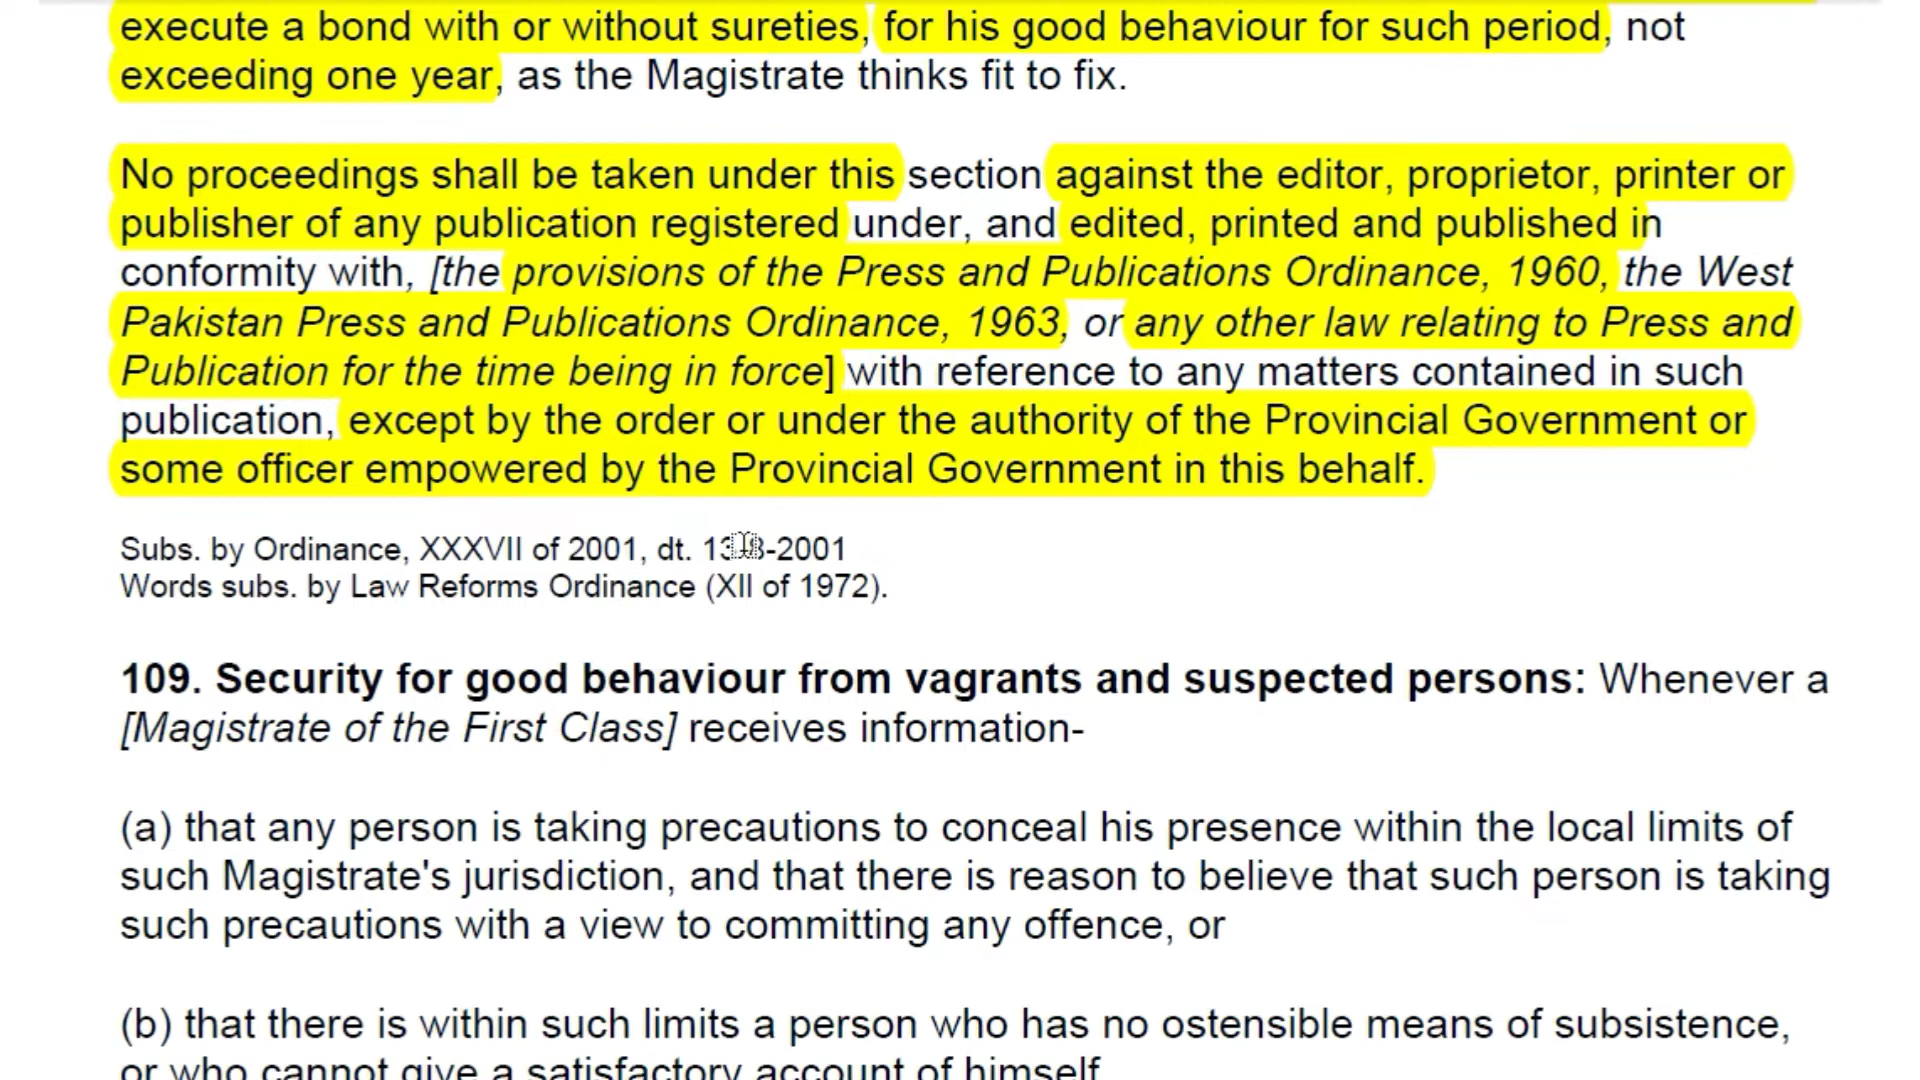 execute a bond with or without sureties, for his good behaviour for such period, not
exceeding one year, as the Magistrate thinks fit to fix.
No proceedings shall be taken under this section against the editor, proprietor, printer or
publisher of any publication registered under, and edited, printed and published in
conformity with, [the provisions of the Press and Publications Ordinance, 1960, the West
Pakistan Press and Publications Ordinance, 1963, or any other law relating to Press and
Publication for the time being in force] with reference to any matters contained in such
publication, except by the order or under the authority of the Provincial Government or
some officer empowered by the Provincial Government in this behalf.
Subs. by Ordinance, XXXVII of 2001, dt.
Words subs. by Law Reforms Ordinance (XII of 1972).
109. Security for good behaviour from vagrants and suspected persons: Whenever a
[Magistrate of the First Class] receives information-
(a) that any person is taking precautions to conceal his presence within the local limits of
such Magistrate's jurisdiction, and that there is reason to believe that such person is taking
such precautions with a view to committing any offence, or
(b) that there is within such limits a person who has no ostensible means of subsistence,
or who cannot give a satisfactory account of himself